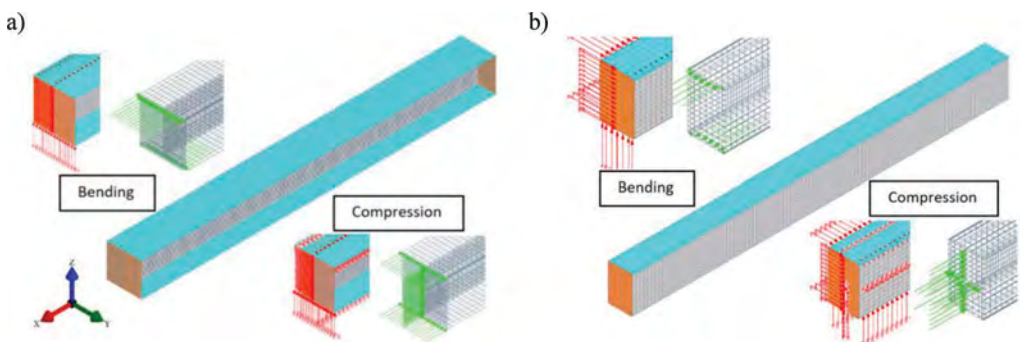 a)
Bending
Compression
Z
X
Y
b)
Bending
Compression